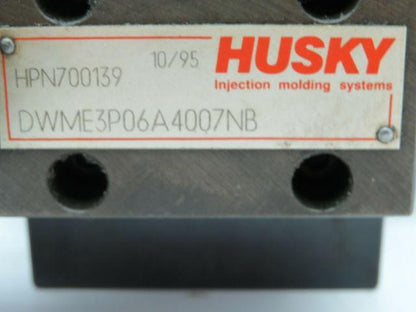 HPN700139 10/95 HUSKY
Injection molding systems
DWME3P06A4007NB